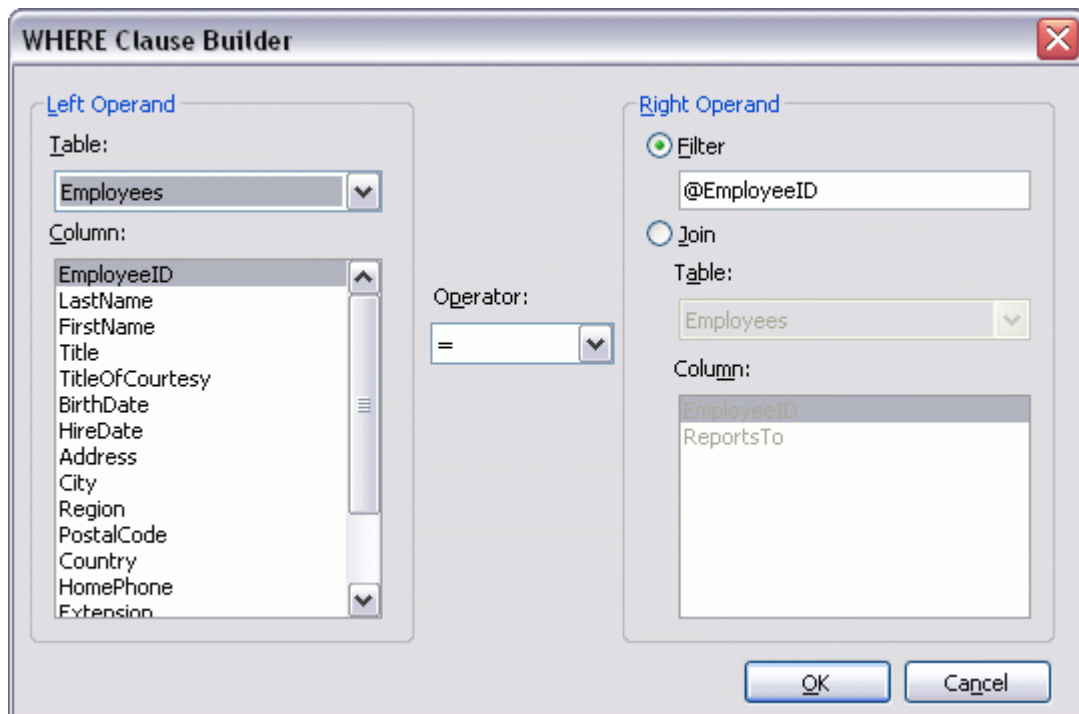 WHERE Clause Builder
Left Operand
Table:
Employees
Column:
EmployeeID
LastName
FirstName
Title
TitleOfCourtesy
BirthDate
HireDate
Address
City
Region
PostalCode
Country
HomePhone
Extension
Operator:
=
Right Operand
Filter
@EmployeeID
Join
Table:
Employees
Column:
EmployeeID
ReportsTo
OK
Cancel